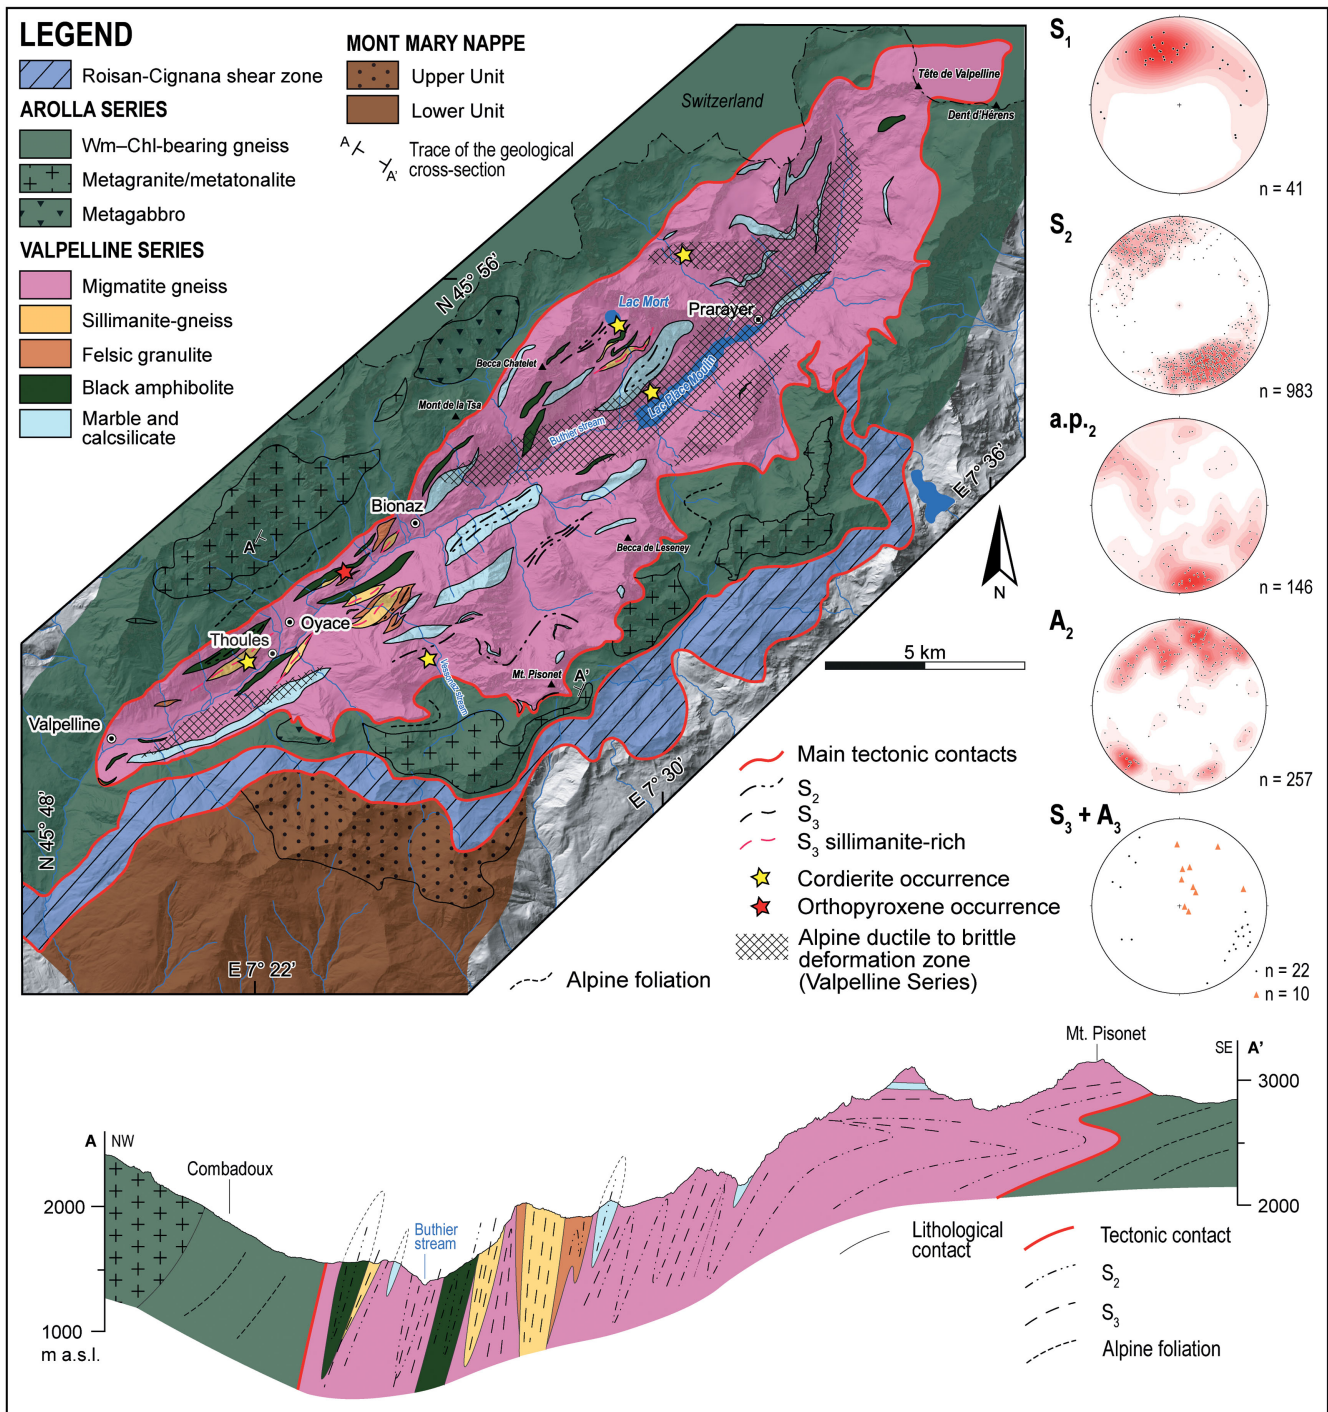 LEGEND
Roisan-Cignana shear zone
AROLLA SERIES
Wm–Chl-bearing gneiss
Metagranite/metatonalite
Metagabbro
VALPELLINE SERIES
Migmatite gneiss
Sillimanite-gneiss
Felsic granulite
Black amphibolite
Marble and
calcsilicate
MONT MARY NAPPE
Upper Unit
Lower Unit
A
A'
Trace of the geological
cross-section
Switzerland
Tête de Valpelline
Dent d'Hérens
N 45° 56'
Lac Mort
Prarayer
Becca Chatelet
Mont de la Tsa
Lac Place Moulin
Buthier stream
Bionaz
A
Becca de Leseney
E 7° 36'
N
Oyace
Thoules
Mt. Pisonet
A'
Valpelline
5 km
N 45° 48'
E 7° 30'
E 7° 22'
Main tectonic contacts
S2
S3
S3 sillimanite-rich
Cordierite occurrence
Orthopyroxene occurrence
Alpine ductile to brittle
deformation zone
(Valpelline Series)
Alpine foliation
S1
n = 41
S2
n = 983
a.p.2
n = 146
A2
n = 257
S3 + A3
n = 22
n = 10
A
NW
Combadoux
Buthier
stream
2000
1000
m a.s.l.
Mt. Pisonet
SE
A'
3000
2000
Lithological
contact
Tectonic contact
S2
S3
Alpine foliation